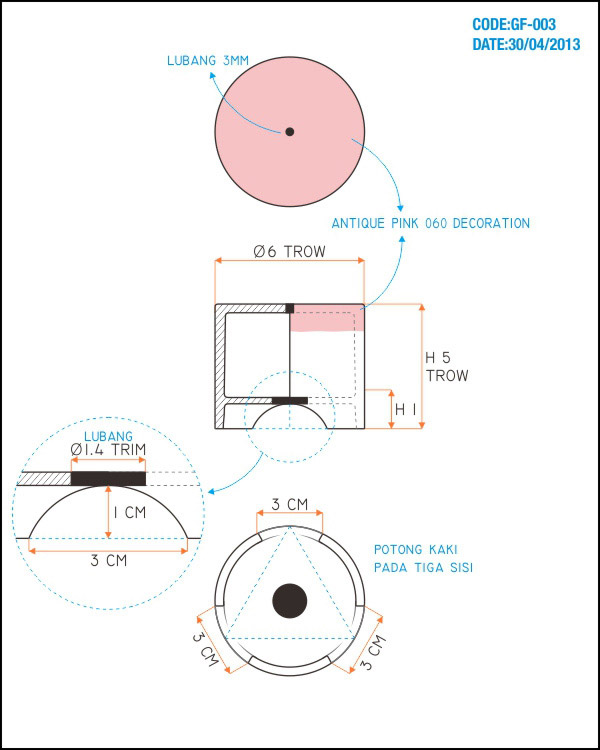 CODE:GF-003
DATE:30/04/2013
LUBANG 3MM
ANTIQUE PINK 060 DECORATION
Ø6 TROW
H 5
TROW
H 1
LUBANG
Ø1.4 TRIM
1 CM
3 CM
3 CM
POTONG KAKI
PADA TIGA SISI
3 CM
3 CM